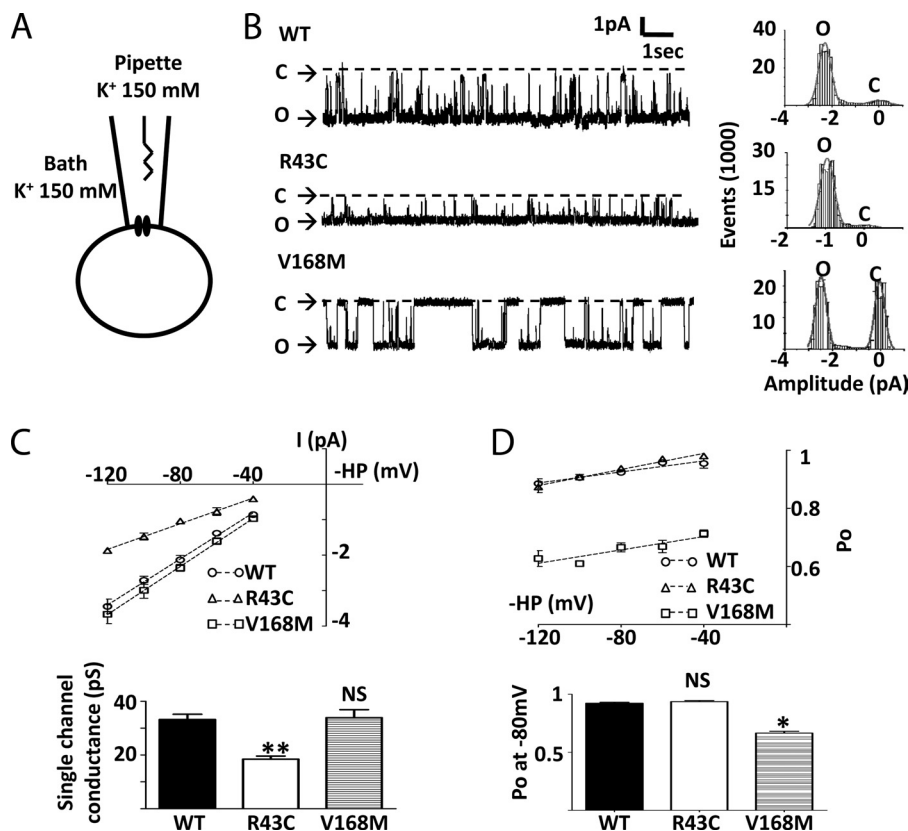 A
Pipette
K⁺ 150 mM
Bath
K⁺ 150 mM
B
WT
1pA
1sec
C
O
R43C
C
O
V168M
C
O
Events (1000)
40
20
O
C
-4 -2 0
30
15
O
C
-2 -1 0
20
10
O
C
-4 -2 0
Amplitude (pA)
C
I (pA)
-HP (mV)
-120 -80 -40
-2
-4
WT
R43C
V168M
Single channel
conductance (pS)
40
20
**
NS
WT R43C V168M
D
1
0.8
0.6
Po
WT
R43C
V168M
-HP (mV)
-120 -80 -40
Po at -80mV
1
0.5
NS
*
WT R43C V168M